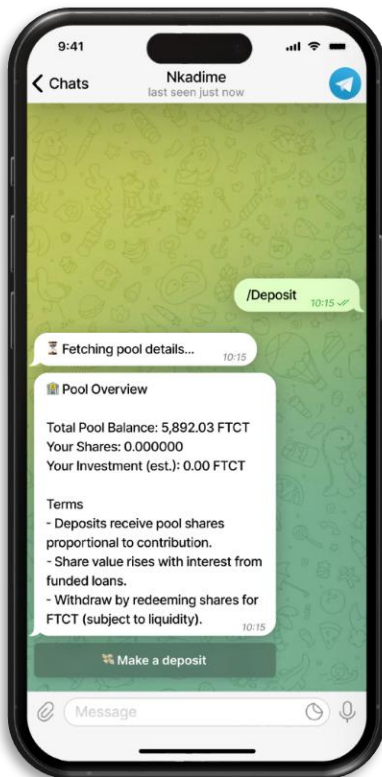 9:41
Chats
Nkadime
last seen just now
/Deposit 10:15
⏳ Fetching pool details... 10:15
🏦 Pool Overview
Total Pool Balance: 5,892.03 FTCT
Your Shares: 0.000000
Your Investment (est.): 0.00 FTCT
Terms
- Deposits receive pool shares
proportional to contribution.
- Share value rises with interest from
funded loans.
- Withdraw by redeeming shares for
FTCT (subject to liquidity). 10:15
💸 Make a deposit
Message